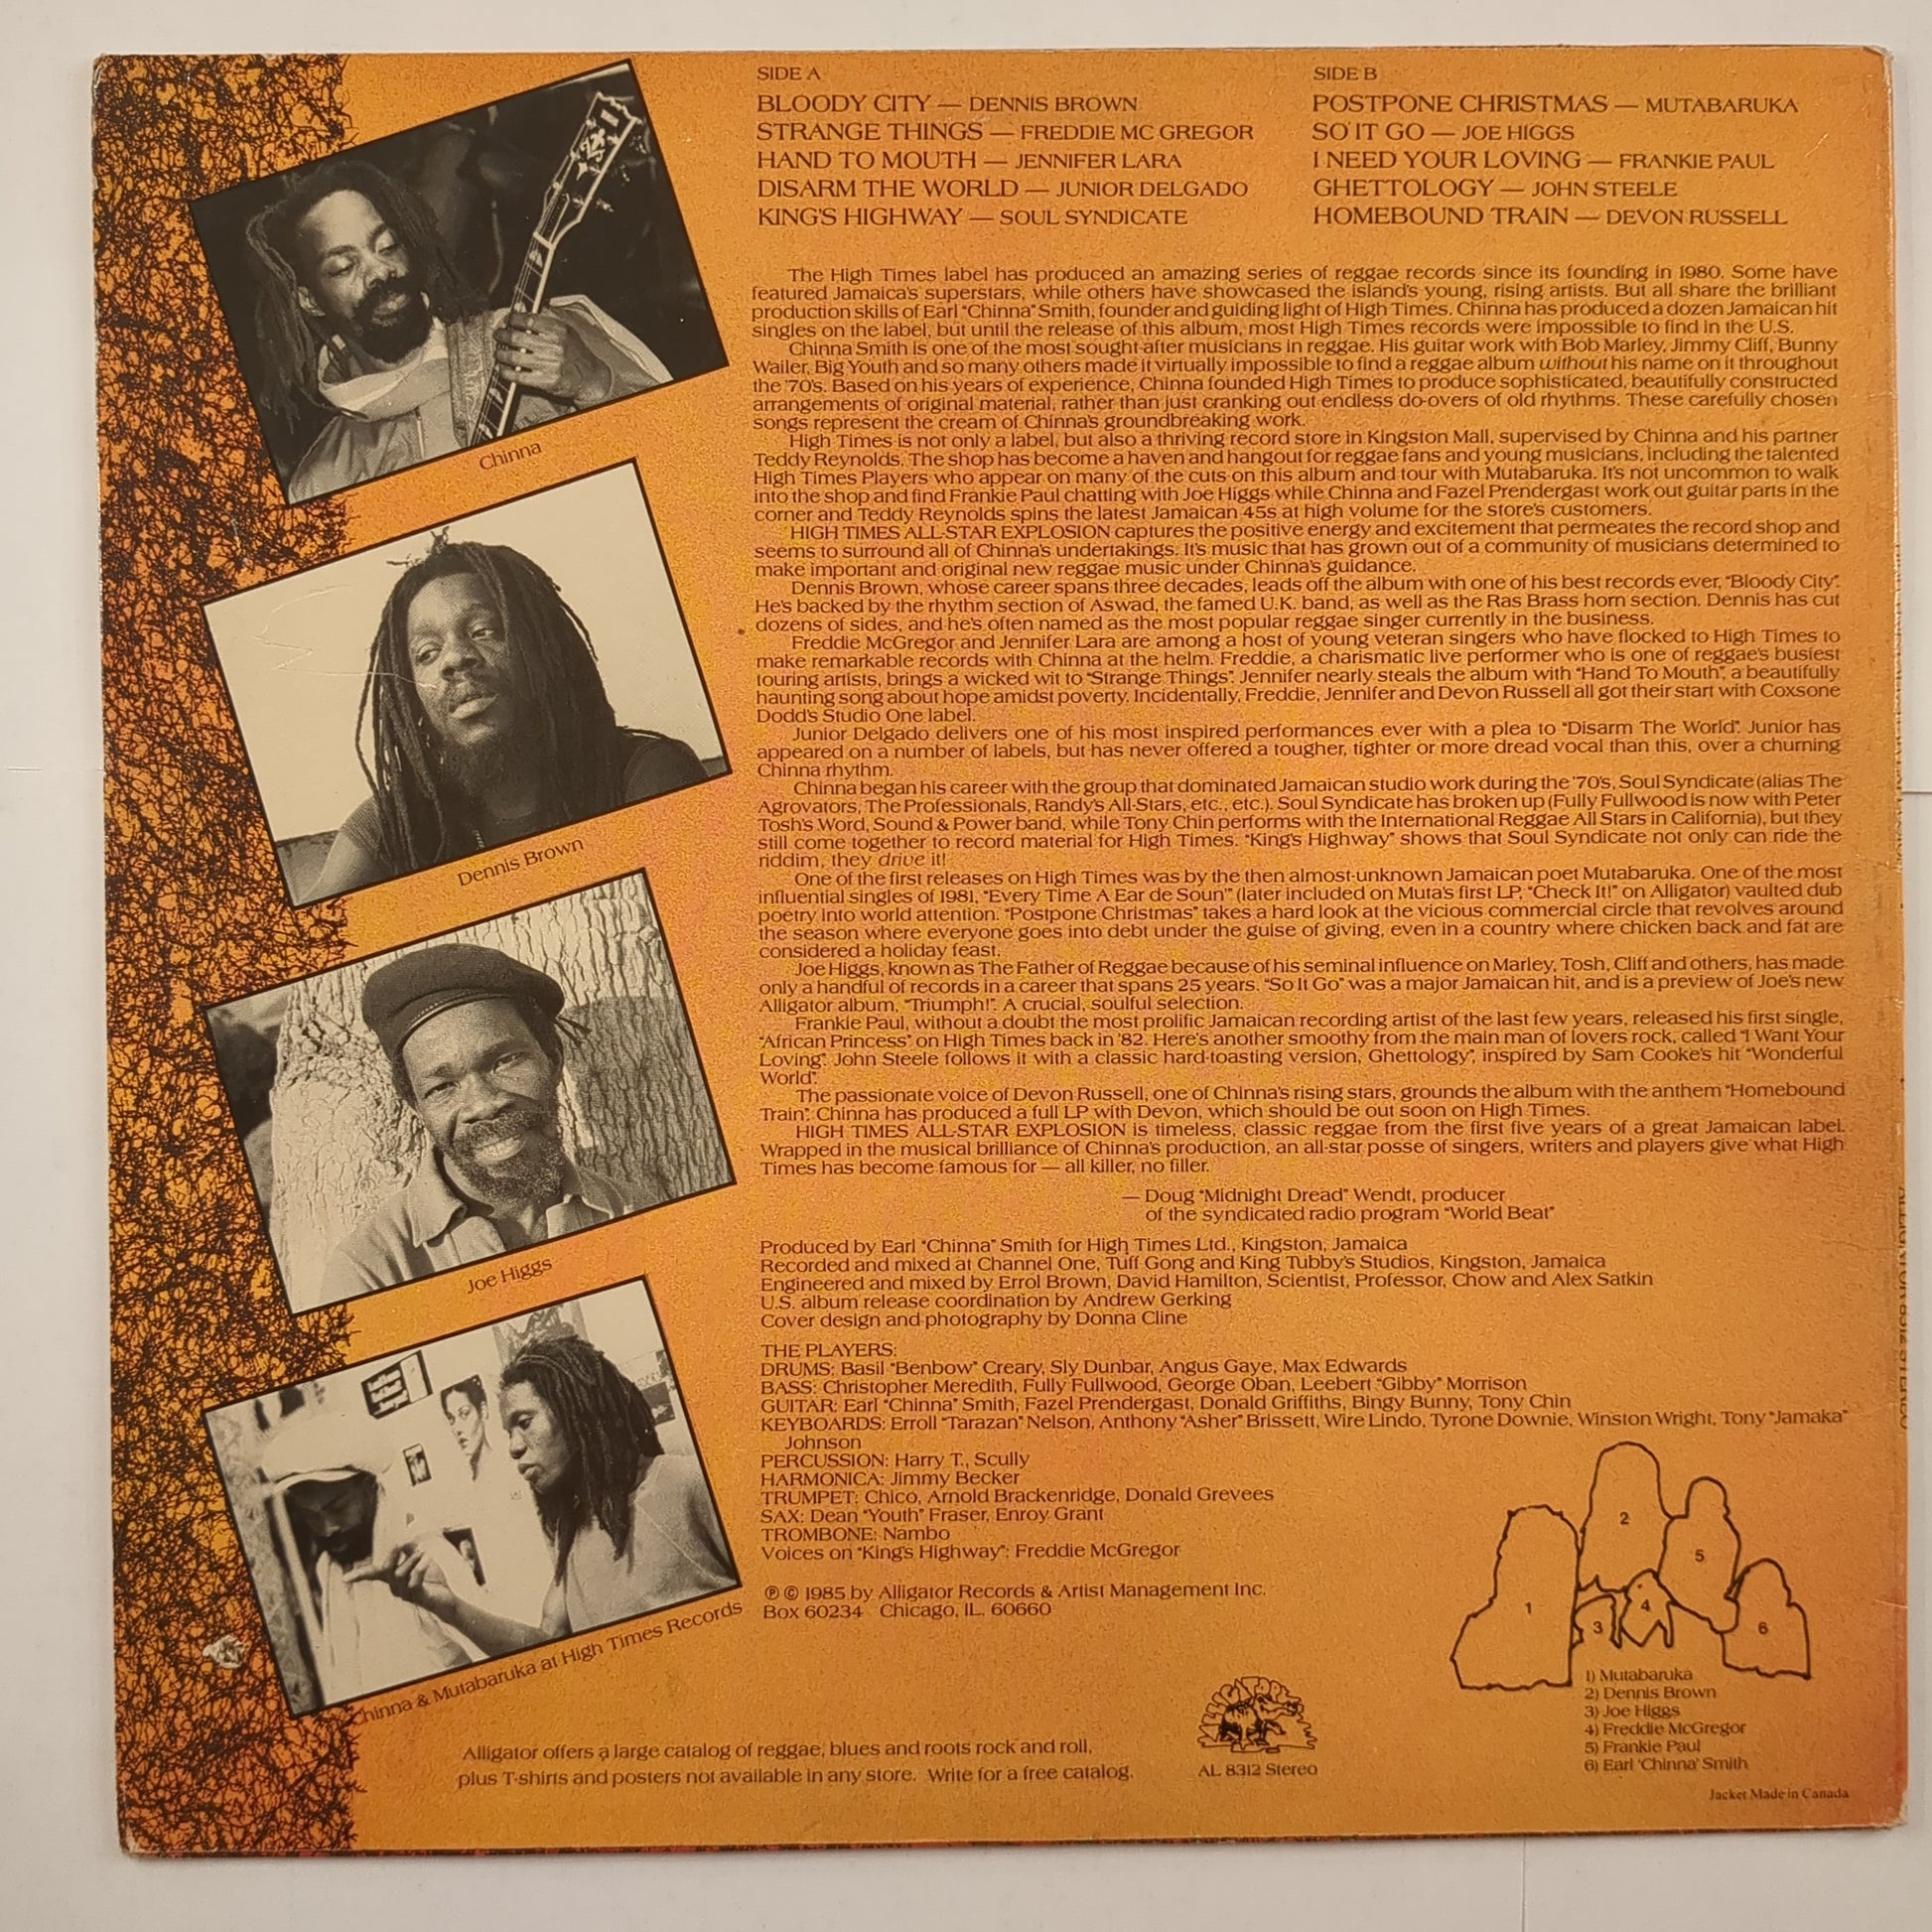 SIDE A
BLOODY CITY — DENNIS BROWN
STRANGE THINGS — FREDDIE MC GREGOR
HAND TO MOUTH — JENNIFER LARA
DISARM THE WORLD — JUNIOR DELGADO
KING'S HIGHWAY — SOUL SYNDICATE
SIDE B
POSTPONE CHRISTMAS — MUTABARUKA
SO IT GO — JOE HIGGS
I NEED YOUR LOVING — FRANKIE PAUL
GHETTOLOGY — JOHN STEELE
HOMEBOUND TRAIN — DEVON RUSSELL
The High Times label has produced an amazing series of reggae records since its founding in 1980. Some have
featured Jamaica's superstars, while others have showcased the island's young, rising artists. But all share the brilliant
production skills of Earl "Chinna" Smith, founder and guiding light of High Times. Chinna has produced a dozen Jamaican hit
singles on the label, but until the release of this album, most High Times records were impossible to find in the U.S.
Chinna Smith is one of the most sought-after musicians in reggae. His guitar work with Bob Marley, Jimmy Cliff, Bunny
Wailer, Big Youth and so many others made it virtually impossible to find a reggae album without his name on it throughout
the '70's. Based on his years of experience, Chinna founded High Times to produce sophisticated, beautifully constructed
arrangements of original material, rather than just cranking out endless do-overs of old rhythms. These carefully chosen
songs represent the cream of Chinna's groundbreaking work.
High Times is not only a label, but also a thriving record store in Kingston Mall, supervised by Chinna and his partner
Teddy Reynolds. The shop has become a haven and hangout for reggae fans and young musicians, including the talented
High Times Players who appear on many of the cuts on this album and tour with Mutabaruka. It's not uncommon to walk
into the shop and find Frankie Paul chatting with Joe Higgs while Chinna and Fazel Prendergast work out guitar parts in the
corner and Teddy Reynolds spins the latest Jamaican 45s at high volume for the store's customers.
HIGH TIMES ALL-STAR EXPLOSION captures the positive energy and excitement that permeates the record shop and
seems to surround all of Chinna's undertakings. It's music that has grown out of a community of musicians determined to
make important and original new reggae music under Chinna's guidance.
Dennis Brown, whose career spans three decades, leads off the album with one of his best records ever, "Bloody City".
He's backed by the rhythm section of Aswad, the famed U.K. band, as well as the Ras Brass horn section. Dennis has cut
dozens of sides, and he's often named as the most popular reggae singer currently in the business.
Freddie McGregor and Jennifer Lara are among a host of young veteran singers who have flocked to High Times to
make remarkable records with Chinna at the helm. Freddie, a charismatic live performer who is one of reggae's busiest
touring artists, brings a wicked wit to "Strange Things". Jennifer nearly steals the album with "Hand To Mouth", a beautifully
haunting song about hope amidst poverty. Incidentally, Freddie, Jennifer and Devon Russell all got their start with Coxsone
Dodd's Studio One label.
Junior Delgado delivers one of his most inspired performances ever with a plea to "Disarm The World". Junior has
appeared on a number of labels, but has never offered a tougher, tighter or more dread vocal than this, over a churning
Chinna rhythm.
Chinna began his career with the group that dominated Jamaican studio work during the '70's, Soul Syndicate (alias The
Agrovators, The Professionals, Randy's All-Stars, etc., etc.). Soul Syndicate has broken up (Fully Fullwood is now with Peter
Tosh's Word, Sound & Power band, while Tony Chin performs with the International Reggae All Stars in California), but they
still come together to record material for High Times. "King's Highway" shows that Soul Syndicate not only can ride the
riddim, they drive it!
One of the first releases on High Times was by the then almost-unknown Jamaican poet Mutabaruka. One of the most
influential singles of 1981, "Every Time A Ear de Soun'" (later included on Muta's first LP, "Check It!" on Alligator) vaulted dub
poetry into world attention. "Postpone Christmas" takes a hard look at the vicious commercial circle that revolves around
the season where everyone goes into debt under the guise of giving, even in a country where chicken back and fat are
considered a holiday feast.
Joe Higgs, known as The Father of Reggae because of his seminal influence on Marley, Tosh, Cliff and others, has made
only a handful of records in a career that spans 25 years. "So It Go" was a major Jamaican hit, and is a preview of Joe's new
Alligator album, "Triumph!". A crucial, soulful selection.
Frankie Paul, without a doubt the most prolific Jamaican recording artist of the last few years, released his first single,
"African Princess" on High Times back in '82. Here's another smoothy from the main man of lovers rock, called "I Want Your
Loving". John Steele follows it with a classic hard-toasting version, Ghettology", inspired by Sam Cooke's hit "Wonderful
World".
The passionate voice of Devon Russell, one of Chinna's rising stars, grounds the album with the anthem "Homebound
Train". Chinna has produced a full LP with Devon, which should be out soon on High Times.
HIGH TIMES ALL-STAR EXPLOSION is timeless, classic reggae from the first five years of a great Jamaican label.
Wrapped in the musical brilliance of Chinna's production, an all-star posse of singers, writers and players give what High
Times has become famous for — all killer, no filler.
— Doug "Midnight Dread" Wendt, producer
of the syndicated radio program "World Beat"
Produced by Earl "Chinna" Smith for High Times Ltd., Kingston, Jamaica
Recorded and mixed at Channel One, Tuff Gong and King Tubby's Studios, Kingston, Jamaica
Engineered and mixed by Errol Brown, David Hamilton, Scientist, Professor, Chow and Alex Satkin
U.S. album release coordination by Andrew Gerking
Cover design and photography by Donna Cline
THE PLAYERS:
DRUMS: Basil "Benbow" Creary, Sly Dunbar, Angus Gaye, Max Edwards
BASS: Christopher Meredith, Fully Fullwood, George Oban, Leebert "Gibby" Morrison
GUITAR: Earl "Chinna" Smith, Fazel Prendergast, Donald Griffiths, Bingy Bunny, Tony Chin
KEYBOARDS: Erroll "Tarazan" Nelson, Anthony "Asher" Brissett, Wire Lindo, Tyrone Downie, Winston Wright, Tony "Jamaka"
Johnson
PERCUSSION: Harry T., Scully
HARMONICA: Jimmy Becker
TRUMPET: Chico, Arnold Brackenridge, Donald Grevees
SAX: Dean "Youth" Fraser, Enroy Grant
TROMBONE: Nambo
Voices on "King's Highway": Freddie McGregor
℗ © 1985 by Alligator Records & Artist Management Inc.
Box 60234 Chicago, IL. 60660
Chinna
Dennis Brown
Joe Higgs
Chinna & Mutabaruka at High Times Records
1
2
3
4
5
6
1) Mutabaruka
2) Dennis Brown
3) Joe Higgs
4) Freddie McGregor
5) Frankie Paul
6) Earl 'Chinna' Smith
Alligator offers a large catalog of reggae, blues and roots rock and roll,
plus T-shirts and posters not available in any store. Write for a free catalog.
ALLIGATOR
AL 8312 Stereo
Jacket Made in Canada